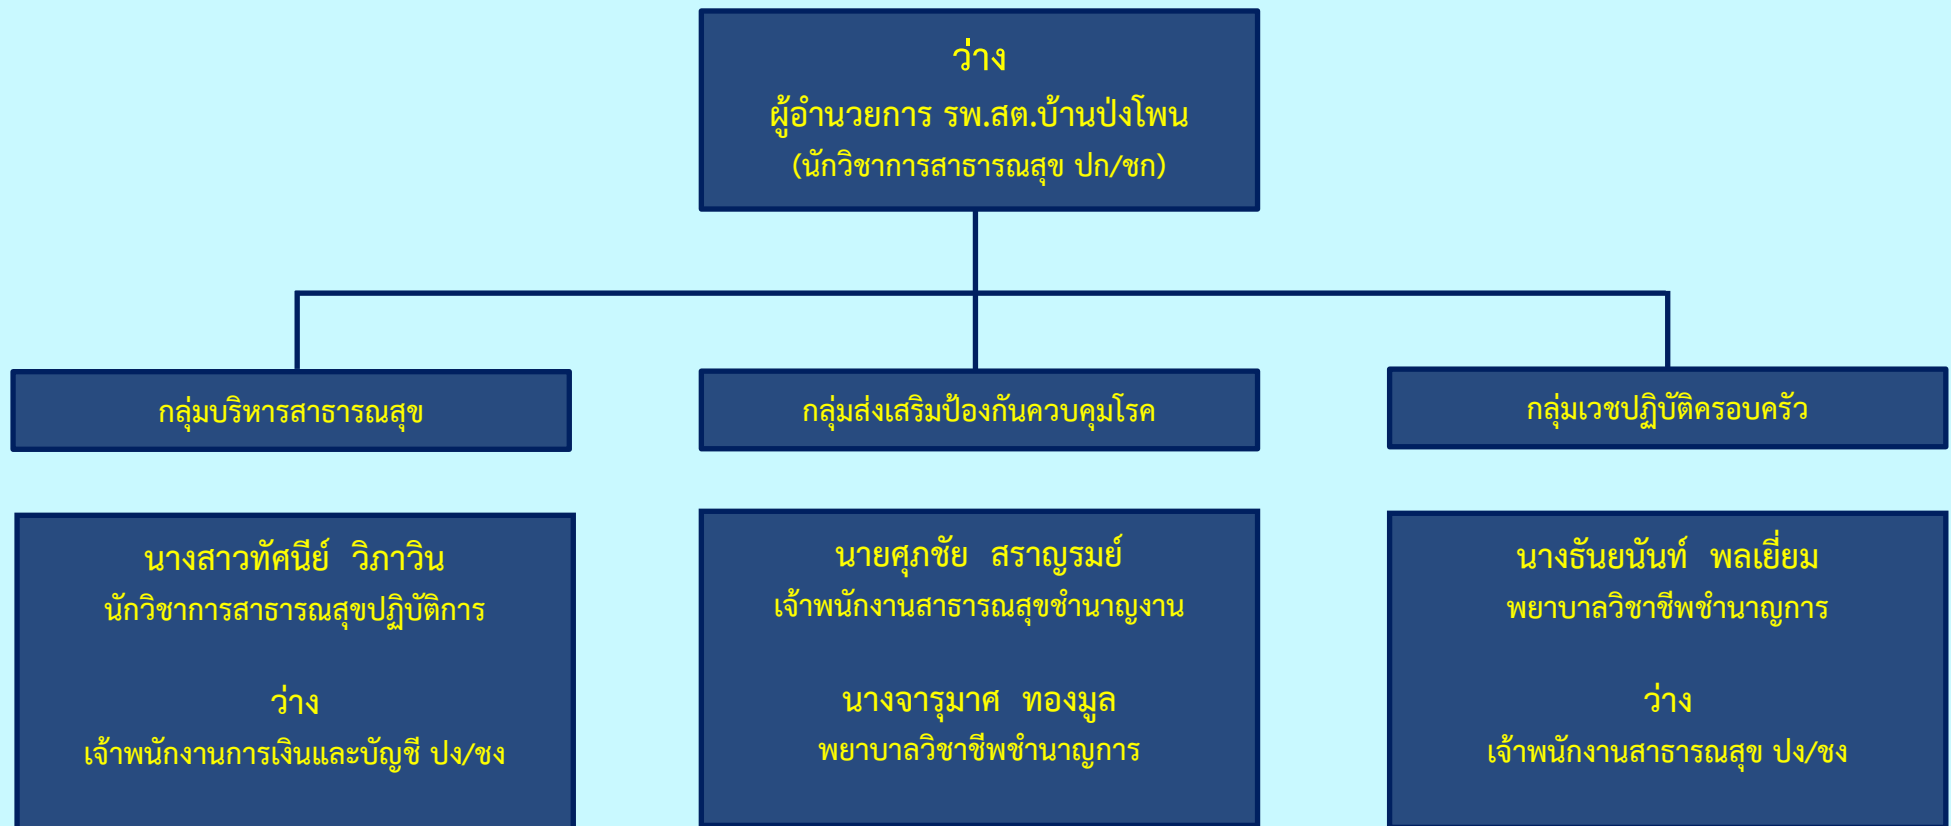 ว่าง
ผู้อำนวยการ รพ.สต.บ้านป่งโพน
(นักวิชาการสาธารณสุข ปก/ชก)
กลุ่มบริหารสาธารณสุข
กลุ่มส่งเสริมป้องกันควบคุมโรค
กลุ่มเวชปฏิบัติครอบครัว
นางสาวทัศนีย์ วิภาวิน
นักวิชาการสาธารณสุขปฏิบัติการ
ว่าง
เจ้าพนักงานการเงินและบัญชี ปง/ชง
นายศุภชัย สราญรมย์
เจ้าพนักงานสาธารณสุขชำนาญงาน
นางจารุมาศ ทองมูล
พยาบาลวิชาชีพชำนาญการ
นางธันยนันท์ พลเยี่ยม
พยาบาลวิชาชีพชำนาญการ
ว่าง
เจ้าพนักงานสาธารณสุข ปง/ชง